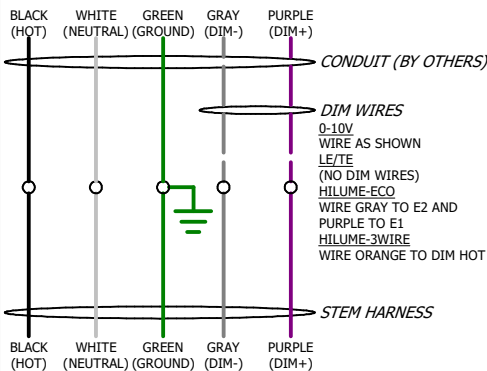 BLACK WHITE GREEN GRAY PURPLE
(HOT) (NEUTRAL) (GROUND) (DIM-) (DIM+)
CONDUIT (BY OTHERS)
DIM WIRES
0-10V
WIRE AS SHOWN
LE/TE
(NO DIM WIRES)
HILUME-ECO
WIRE GRAY TO E2 AND
PURPLE TO E1
HILUME-3WIRE
WIRE ORANGE TO DIM HOT
STEM HARNESS
BLACK WHITE GREEN GRAY PURPLE
(HOT) (NEUTRAL) (GROUND) (DIM-) (DIM+)